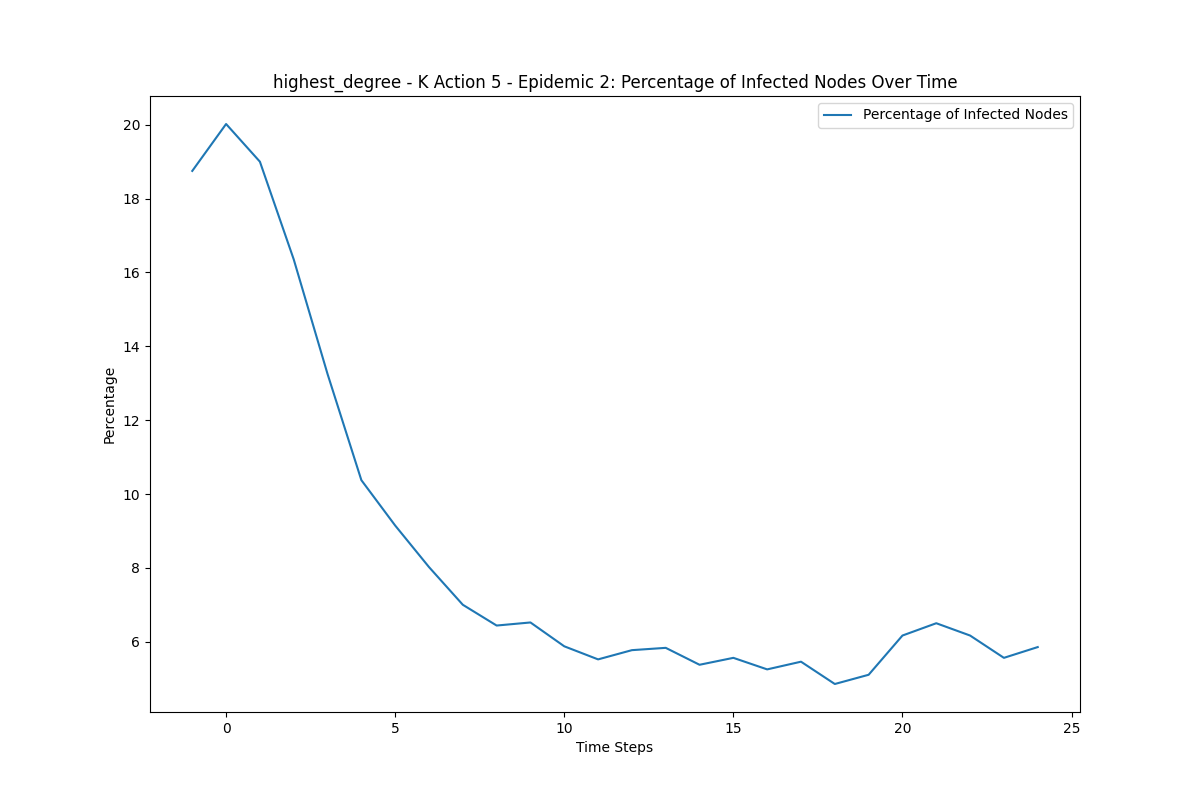 highest_degree - K Action 5 - Epidemic 2: Percentage of Infected Nodes Over Time
Percentage of Infected Nodes
20
18
16
14
12
10
8
6
Percentage
0 5 10 15 20 25
Time Steps